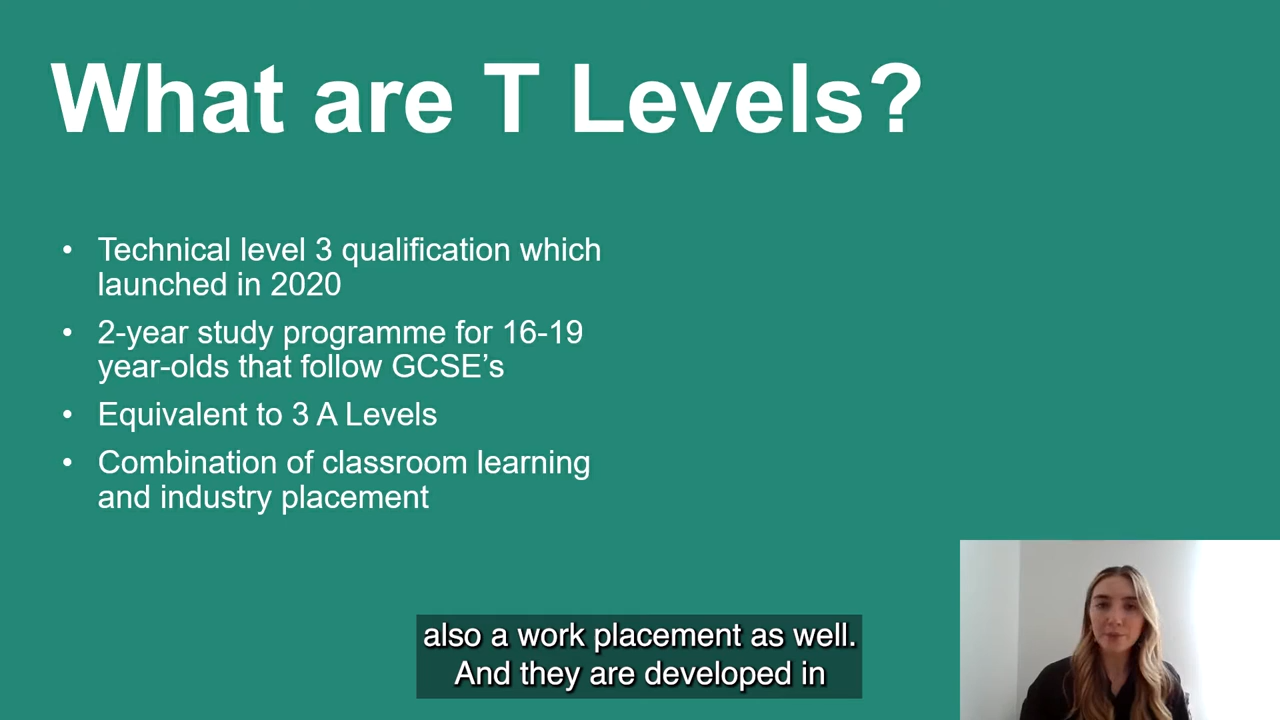 What are T Levels?
• Technical level 3 qualification which
launched in 2020
• 2-year study programme for 16-19
year-olds that follow GCSE’s
• Equivalent to 3 A Levels
• Combination of classroom learning
and industry placement
also a work placement as well.
And they are developed in